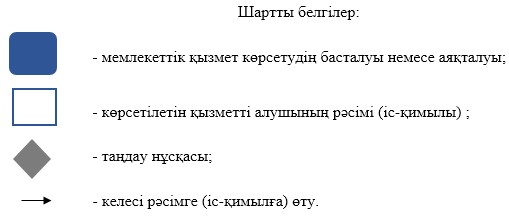 Шартты белгілер:
- мемлекеттік қызмет көрсетудің басталуы немесе аяқталуы;
- көрсетілетін қызметті алушының рәсімі (іс-қимылы) ;
- таңдау нұсқасы;
- келесі рәсімге (іс-қимылға) өту.